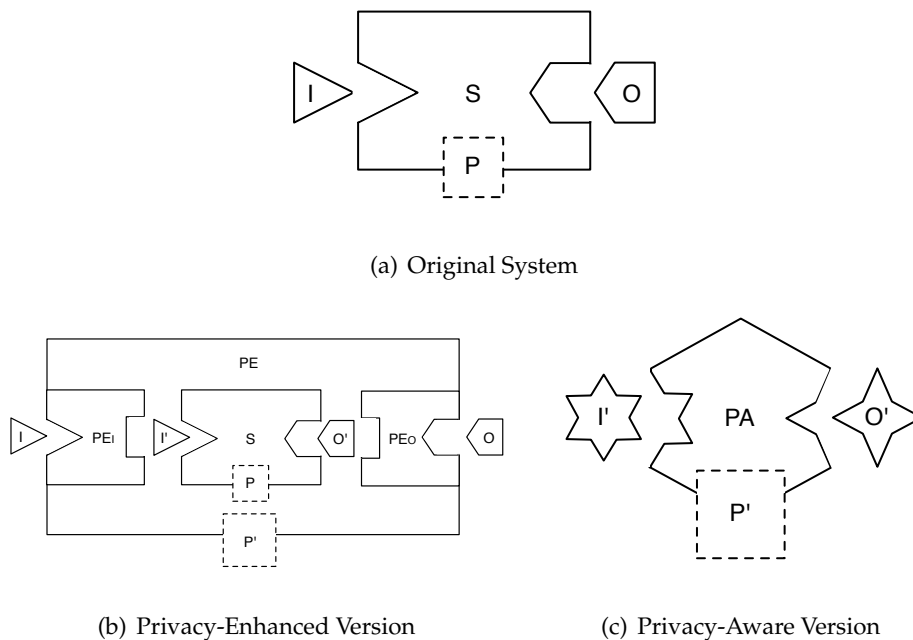 I
S
O
P
(a) Original System
PE
I
PEI
I'
S
O'
PEO
O
P
P'
(b) Privacy-Enhanced Version
I'
PA
O'
P'
(c) Privacy-Aware Version